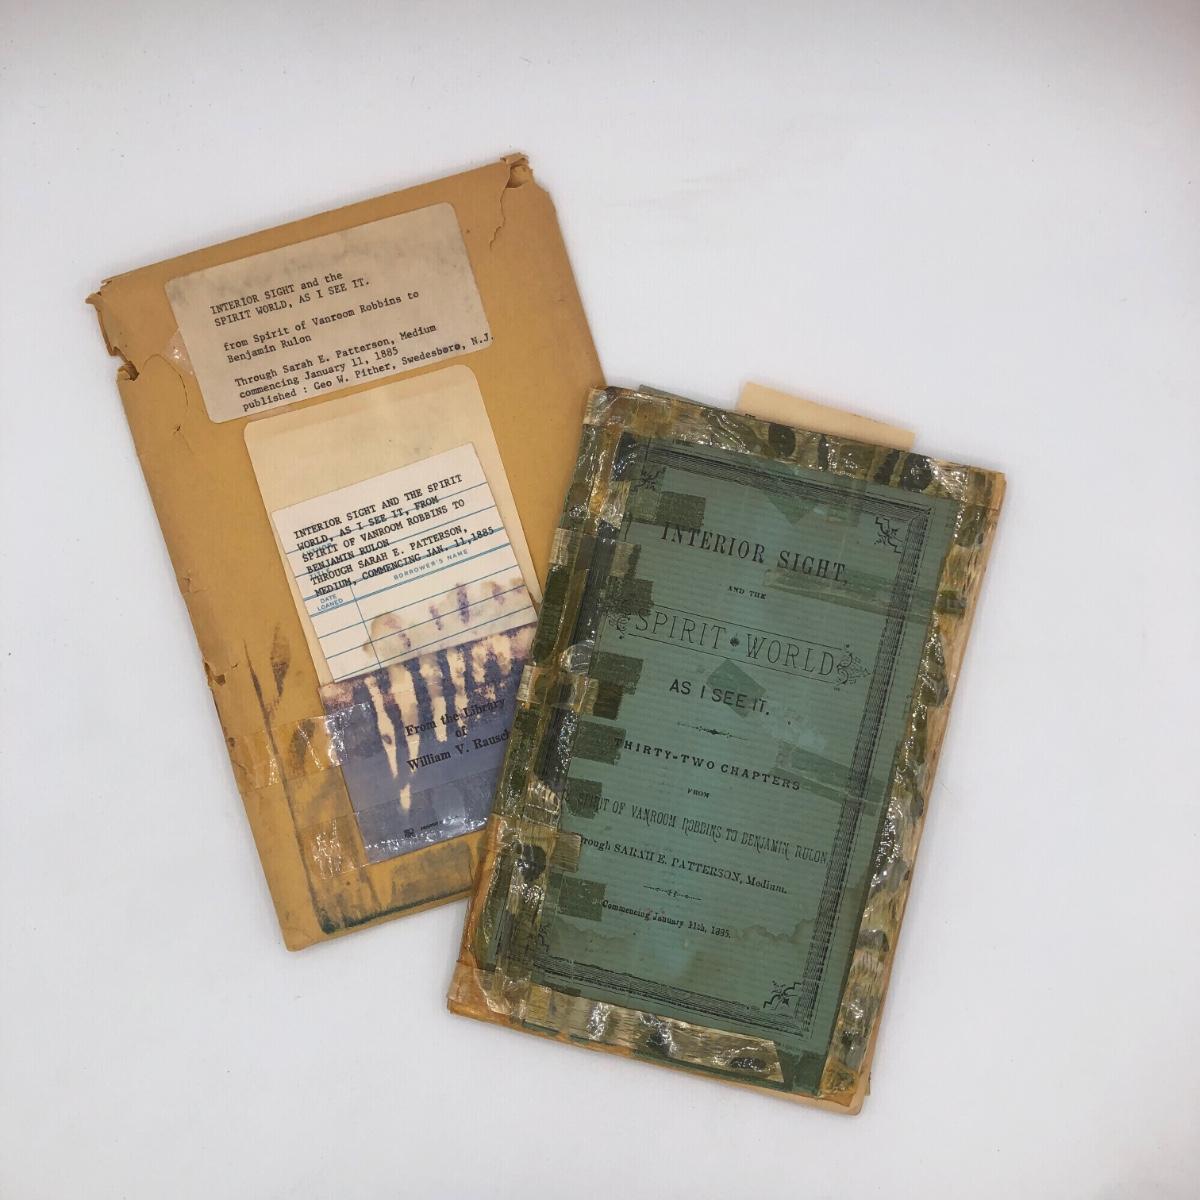 INTERIOR SIGHT and the
SPIRIT WORLD, AS I SEE IT.
from Spirit of Vanroom Robbins to
Benjamin Rulon
Through Sarah E. Patterson, Medium
commencing January 11, 1885
published : Geo W. Pither, Swedesboro, N.J.
INTERIOR SIGHT AND THE SPIRIT
WORLD, AS I SEE IT, FROM
SPIRIT OF VANROOM ROBBINS TO
BENJAMIN RULON
THROUGH SARAH E. PATTERSON,
MEDIUM, COMMENCING JAN. 11,1885
DATE
LOANED
BORROWER'S NAME
From the Library
of
William V. Rausch
INTERIOR SIGHT,
AND THE
SPIRIT WORLD
AS I SEE IT.
THIRTY-TWO CHAPTERS
FROM
SPIRIT OF VANROOM ROBBINS TO BENJAMIN RULON
rough SARAH E. PATTERSON, Medium.
Commencing January 11th, 1885.